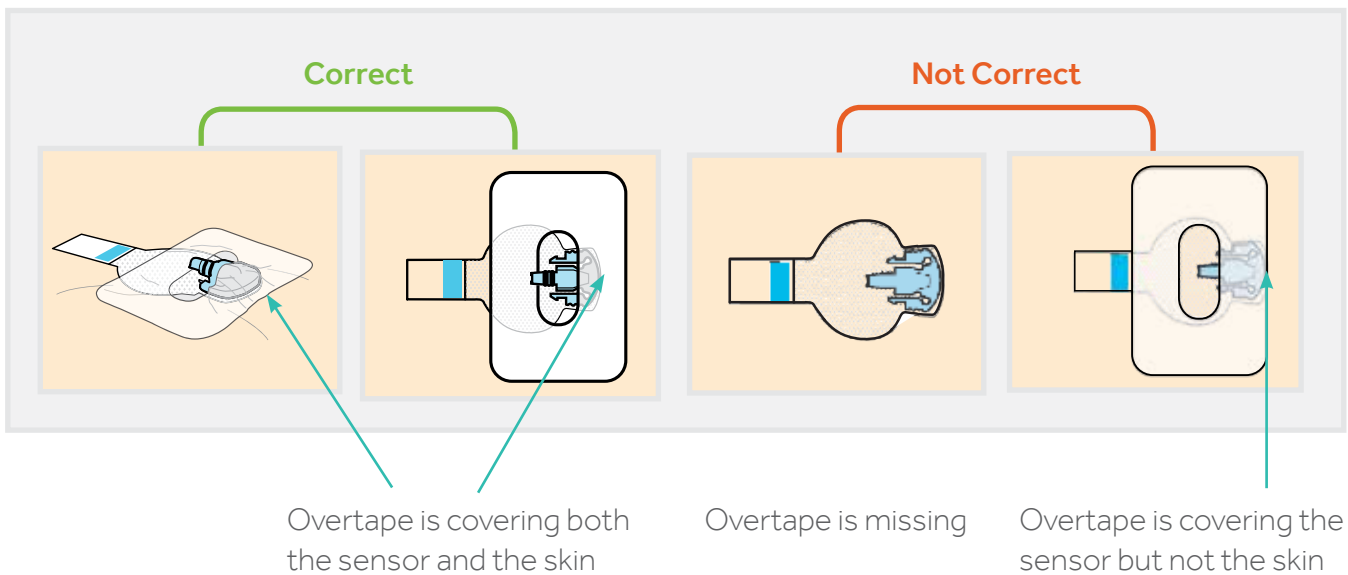 Correct
Not Correct
Overtape is covering both
the sensor and the skin
Overtape is missing
Overtape is covering the
sensor but not the skin